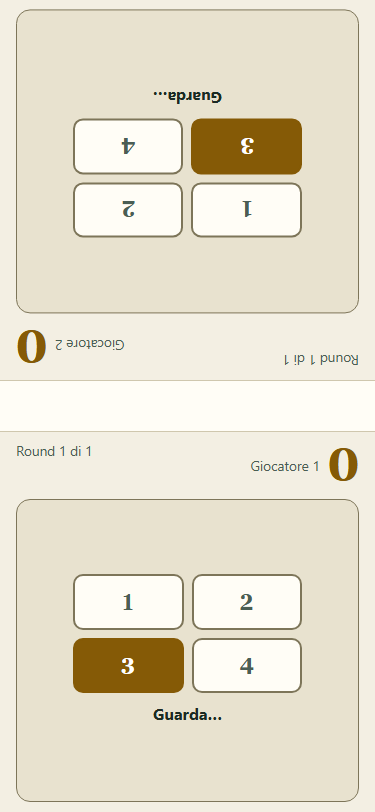 Guarda...
4 3
2 1
0 Giocatore 2
Round 1 di 1
Round 1 di 1
Giocatore 1 0
1 2
3 4
Guarda...